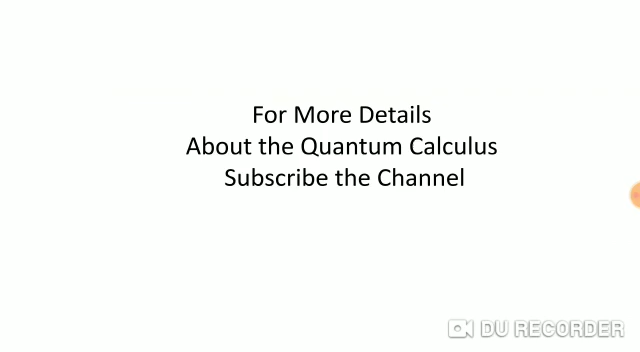 For More Details
About the Quantum Calculus
Subscribe the Channel
DU RECORDER